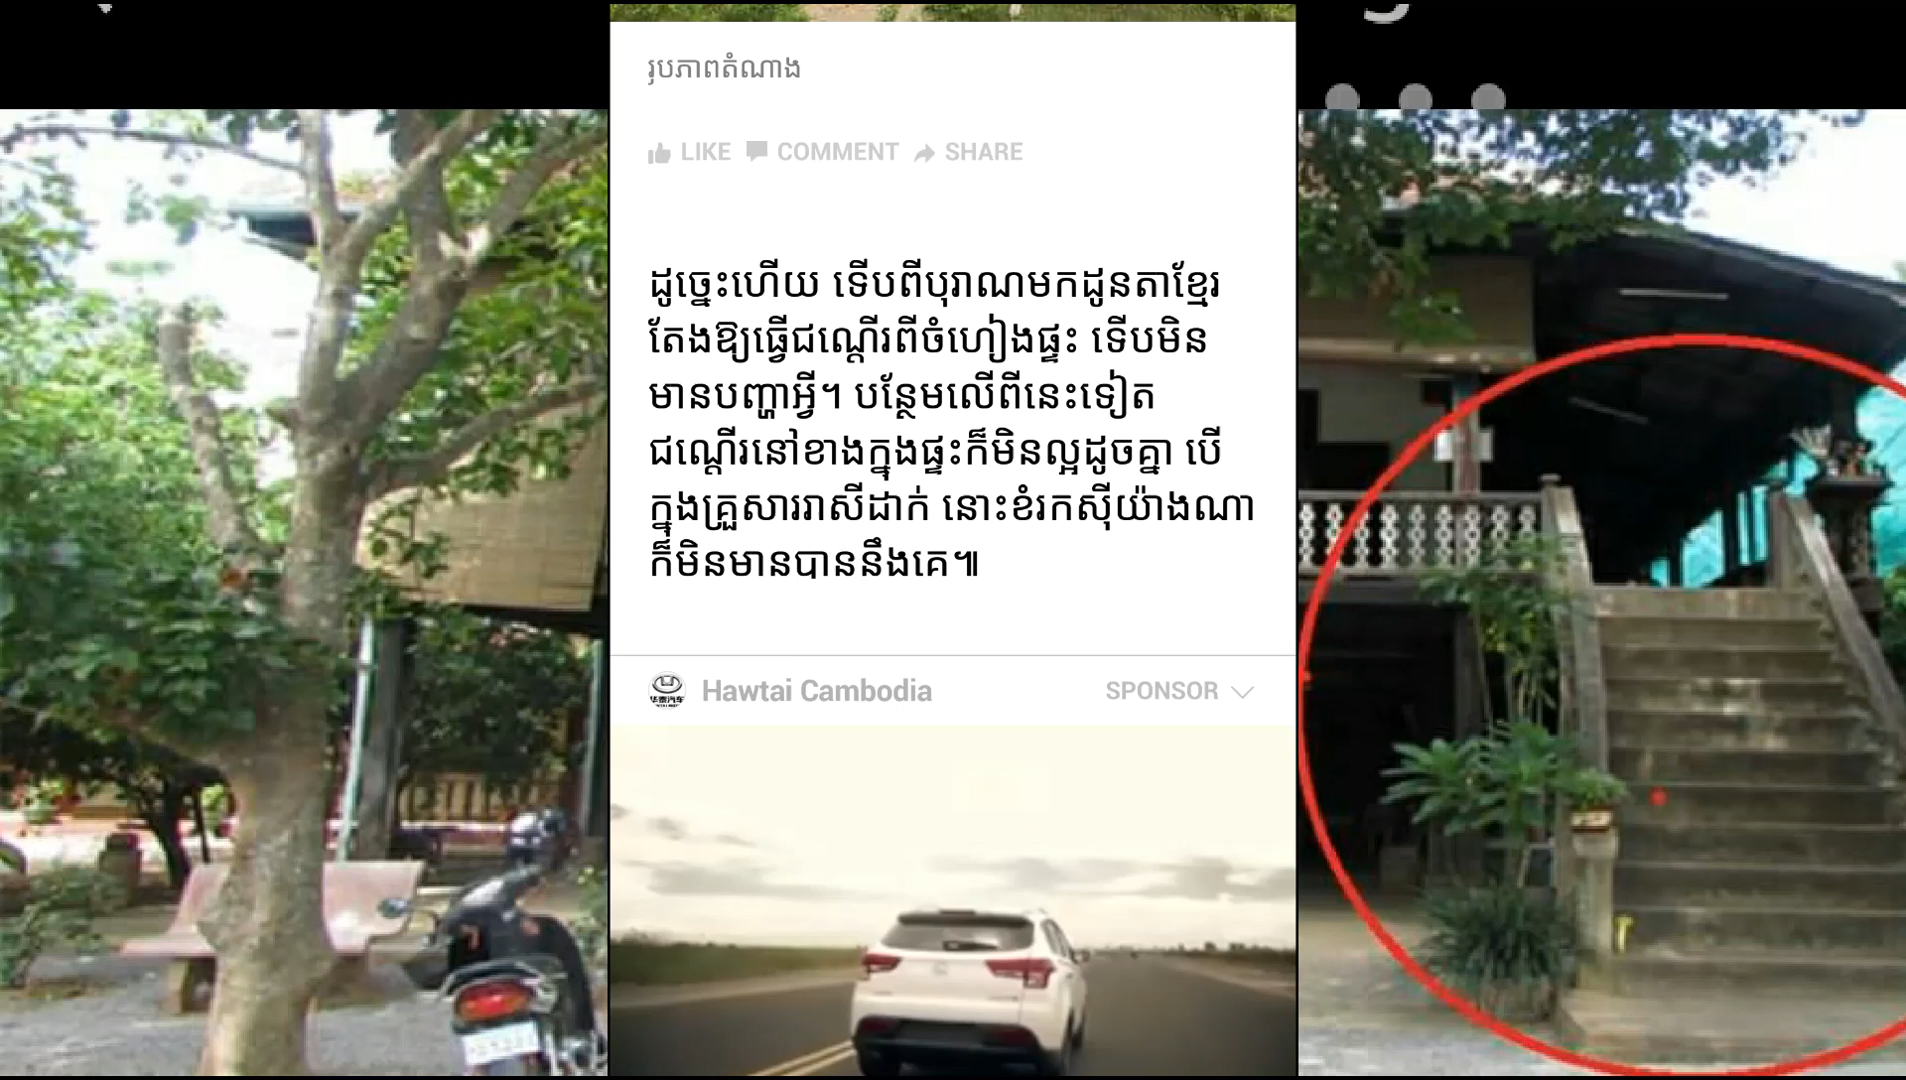 រូបភាពតំណាង
LIKE COMMENT SHARE
ដូច្នេះហើយ ទើបពីបុរាណមកដូនតាខ្មែរ
តែងឱ្យធ្វើជណ្តើរពីចំហៀងផ្ទះ ទើបមិន
មានបញ្ហាអ្វី។ បន្ថែមលើពីនេះទៀត
ជណ្តើរនៅខាងក្នុងផ្ទះក៏មិនល្អដូចគ្នា បើ
ក្នុងគ្រួសាររាសីដាក់ នោះខំរកស៊ីយ៉ាងណា
ក៏មិនមានបាននឹងគេ៕
Hawtai Cambodia SPONSOR